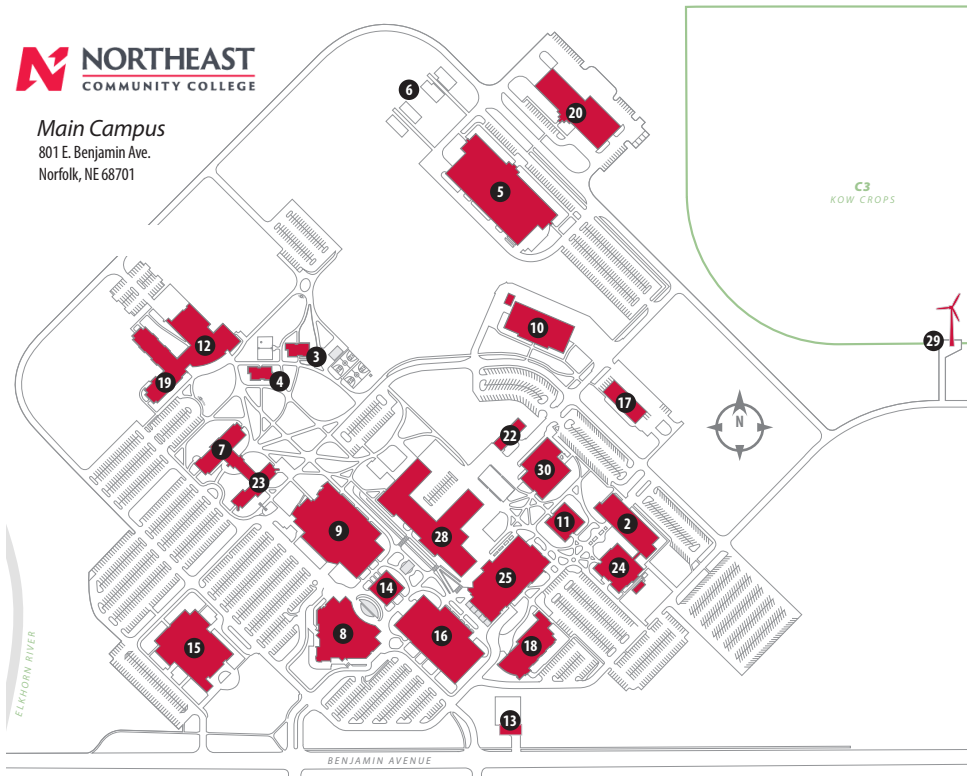 NORTHEAST
COMMUNITY COLLEGE
Main Campus
801 E. Benjamin Ave.
Norfolk, NE 68701
6
20
5
C3
KOW CROPS
10
29
12
3
4
19
17
N
22
7
30
23
11
2
9
28
24
25
14
8
16
18
15
ELKHORN RIVER
13
BENJAMIN AVENUE